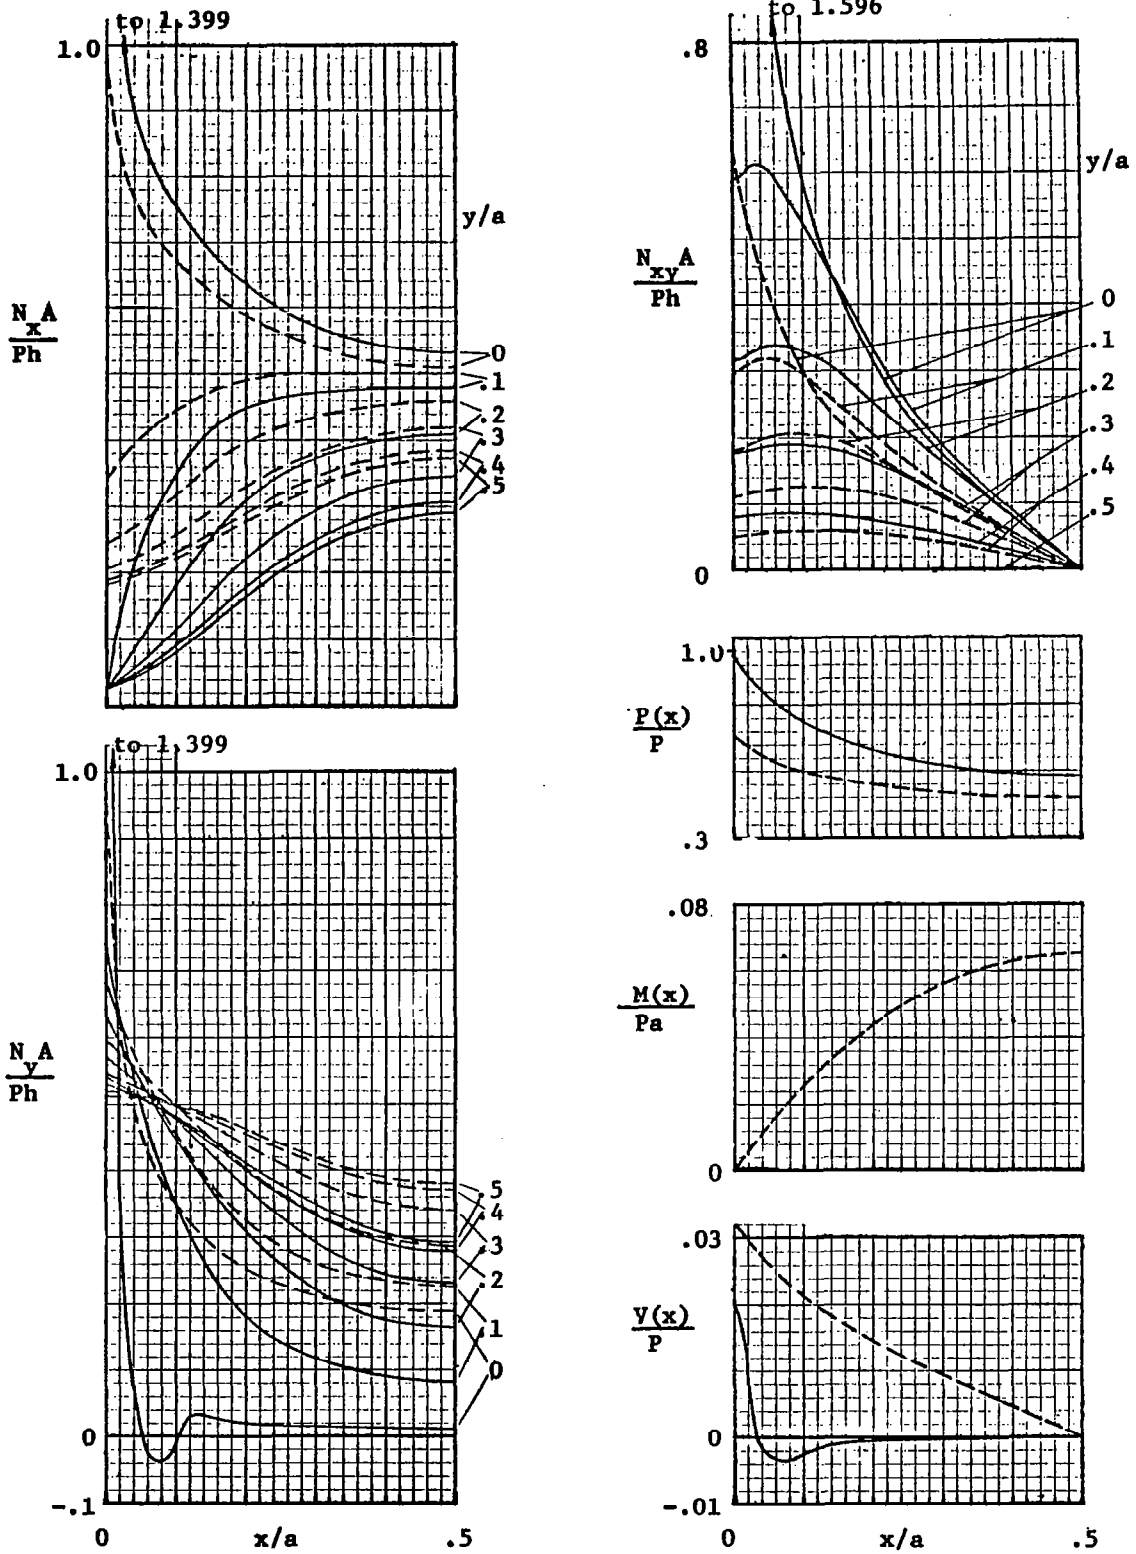 to 1.399
1.0
y/a
N_x A
Ph
0
.1
.2
.3
.4
.5
to 1.399
1.0
N_y A
Ph
.5
.4
.3
.2
.1
0
0
-.1
0
x/a
.5
to 1.596
.8
y/a
N_xy A
Ph
0
.1
.2
.3
.4
.5
0
1.0
P(x)
P
.3
.08
M(x)
Pa
0
.03
V(x)
P
0
-.01
0
x/a
.5